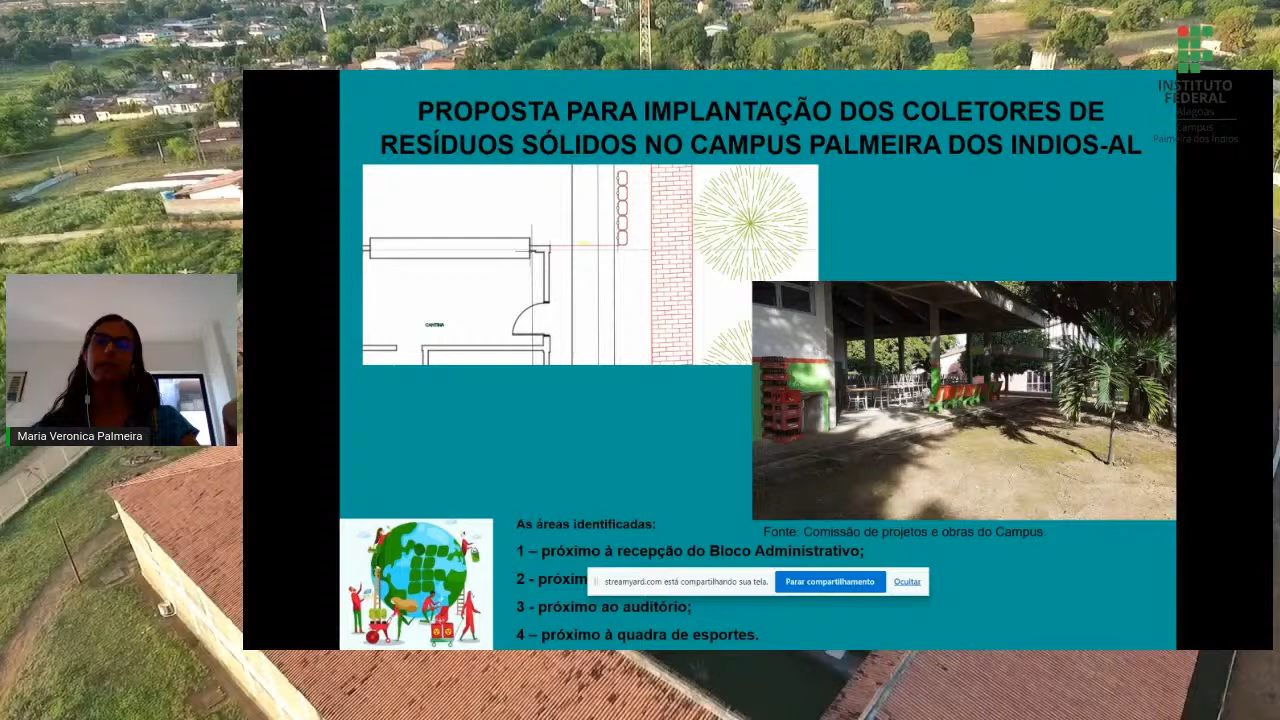 PROPOSTA PARA IMPLANTAÇÃO DOS COLETORES DE
RESÍDUOS SÓLIDOS NO CAMPUS PALMEIRA DOS INDIOS-AL
INSTITUTO
FEDERAL
Alagoas
Campus
Palmeira dos Índios
CANTINA
Maria Veronica Palmeira
Fonte: Comissão de projetos e obras do Campus.
As áreas identificadas:
1 – próximo à recepção do Bloco Administrativo;
2 - próxim
streamyard.com está compartilhando sua tela. Parar compartilhamento Ocultar
3 - próximo ao auditório;
4 – próximo à quadra de esportes.